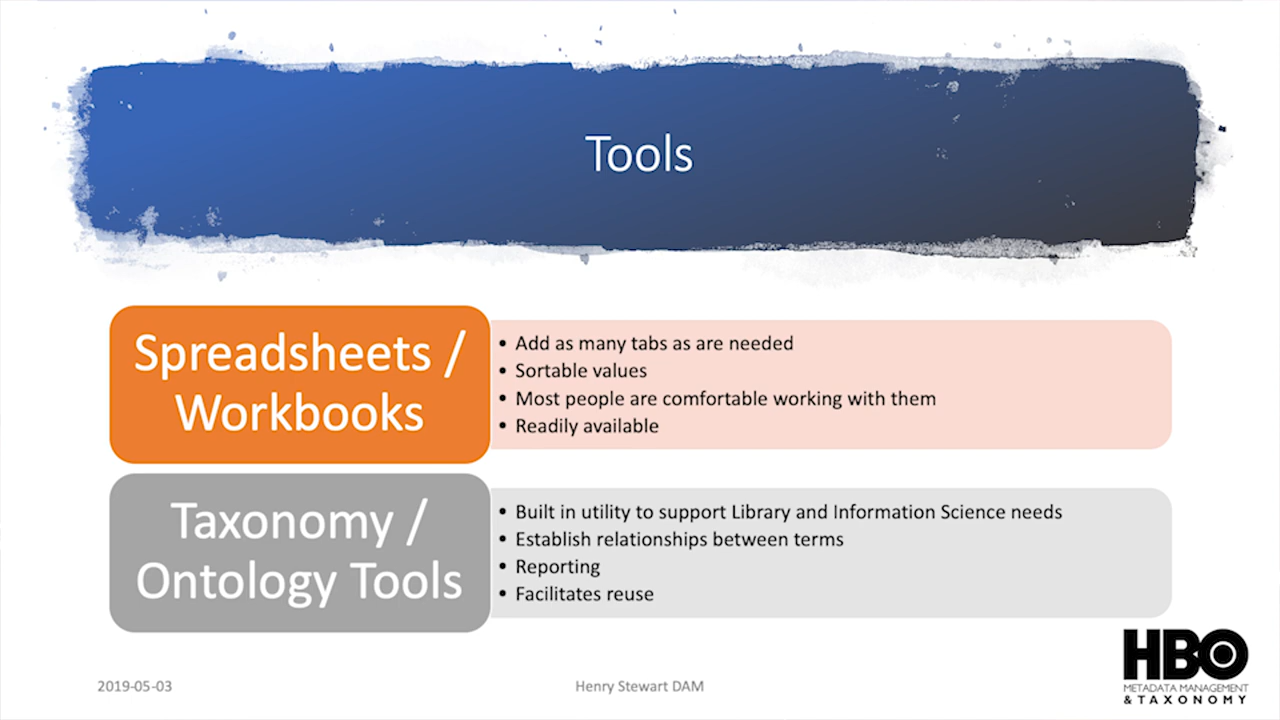 Tools
Spreadsheets /
Workbooks
• Add as many tabs as are needed
• Sortable values
• Most people are comfortable working with them
• Readily available
Taxonomy /
Ontology Tools
• Built in utility to support Library and Information Science needs
• Establish relationships between terms
• Reporting
• Facilitates reuse
2019-05-03
Henry Stewart DAM
HBO
METADATA MANAGEMENT
& TAXONOMY